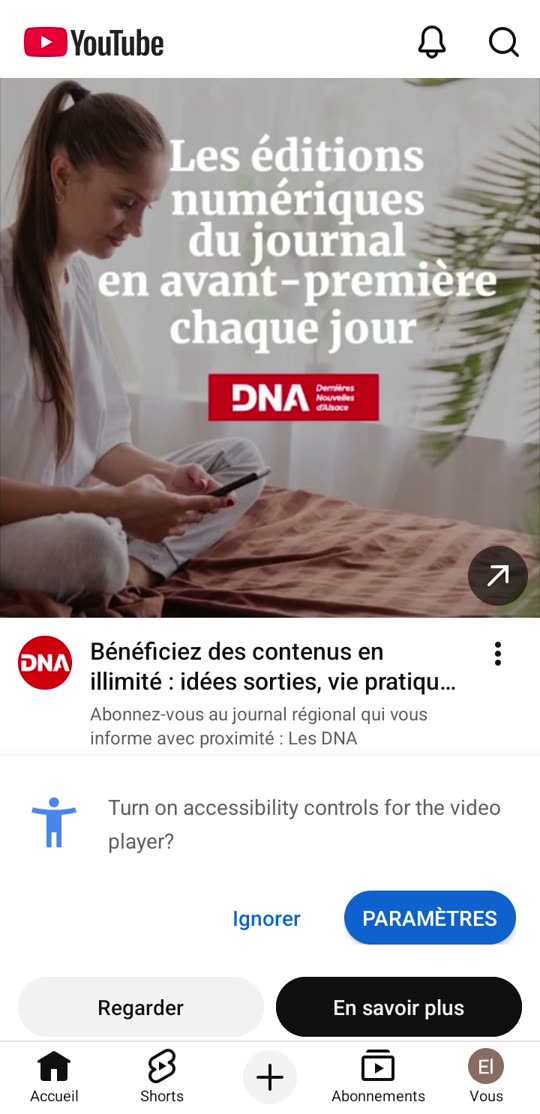 YouTube
Les éditions
numériques
du journal
en avant-première
chaque jour
DNA Dernières
Nouvelles
d'Alsace
DNA
Bénéficiez des contenus en
illimité : idées sorties, vie pratiqu...
Abonnez-vous au journal régional qui vous
informe avec proximité : Les DNA
Turn on accessibility controls for the video
player?
Ignorer PARAMÈTRES
Regarder En savoir plus
El
Accueil Shorts Abonnements Vous